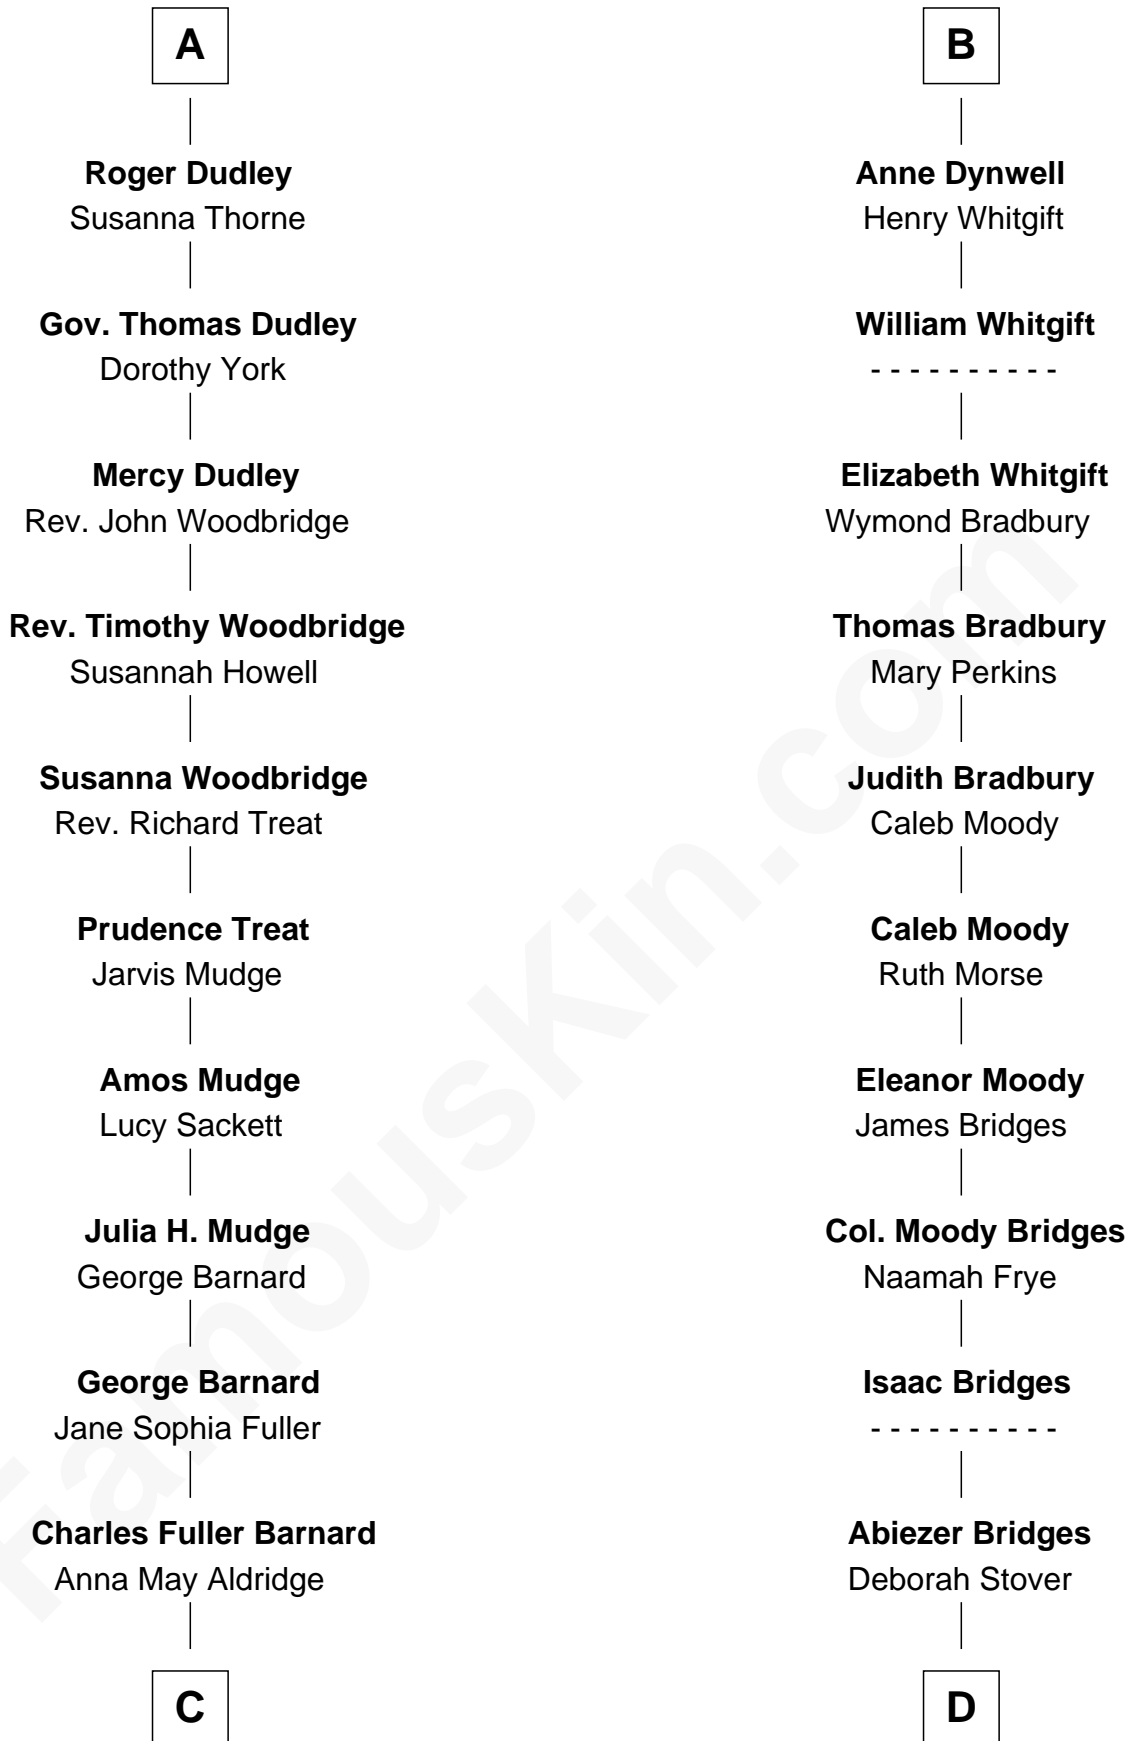 A
Roger Dudley
Susanna Thorne
Gov. Thomas Dudley
Dorothy York
Mercy Dudley
Rev. John Woodbridge
Rev. Timothy Woodbridge
Susannah Howell
Susanna Woodbridge
Rev. Richard Treat
Prudence Treat
Jarvis Mudge
Amos Mudge
Lucy Sackett
Julia H. Mudge
George Barnard
George Barnard
Jane Sophia Fuller
Charles Fuller Barnard
Anna May Aldridge
C
B
Anne Dynwell
Henry Whitgift
William Whitgift
- - - - - - - - - -
Elizabeth Whitgift
Wymond Bradbury
Thomas Bradbury
Mary Perkins
Judith Bradbury
Caleb Moody
Caleb Moody
Ruth Morse
Eleanor Moody
James Bridges
Col. Moody Bridges
Naamah Frye
Isaac Bridges
- - - - - - - - - -
Abiezer Bridges
Deborah Stover
D
FamousKin.com